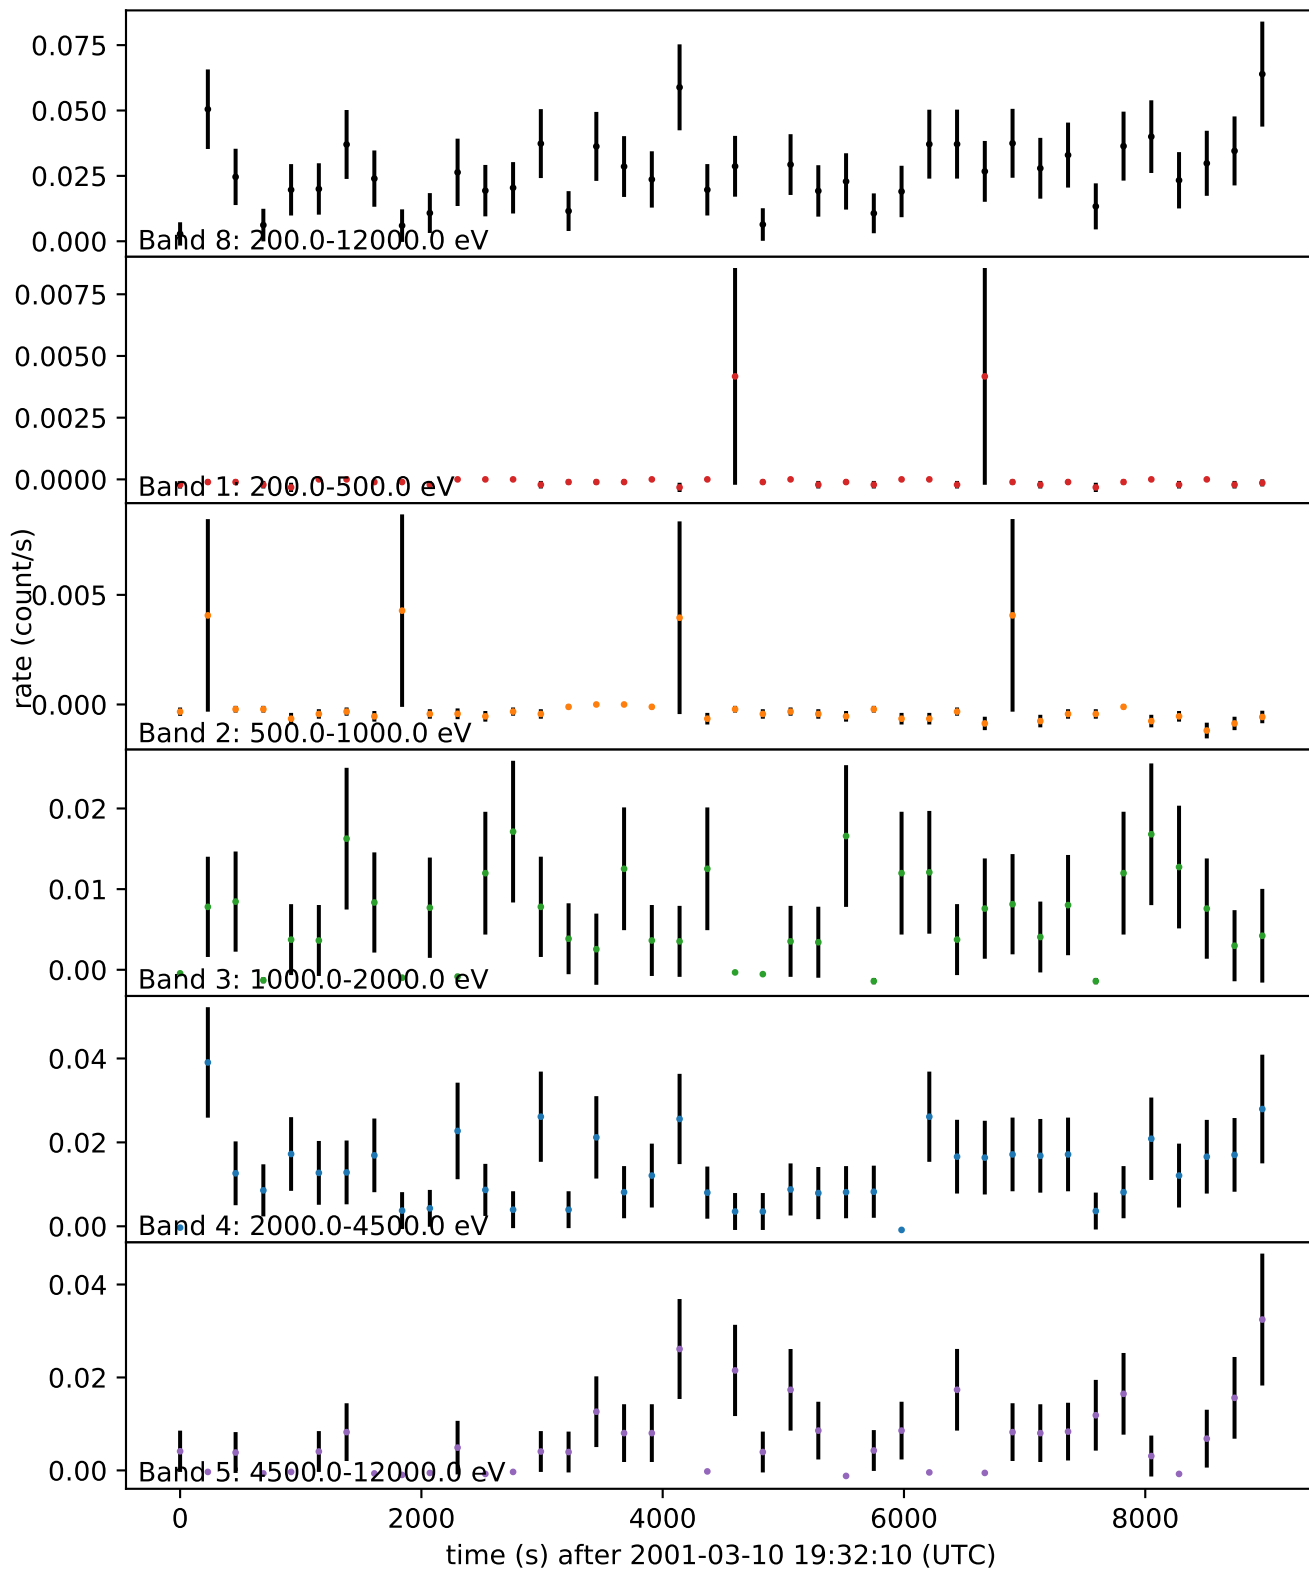 0.075
0.050
0.025
0.000
Band 8: 200.0-12000.0 eV
0.0075
0.0050
0.0025
0.0000
Band 1: 200.0-500.0 eV
rate (count/s)
0.005
0.000
Band 2: 500.0-1000.0 eV
0.02
0.01
0.00
Band 3: 1000.0-2000.0 eV
0.04
0.02
0.00
Band 4: 2000.0-4500.0 eV
0.04
0.02
0.00
Band 5: 4500.0-12000.0 eV
0 2000 4000 6000 8000
time (s) after 2001-03-10 19:32:10 (UTC)